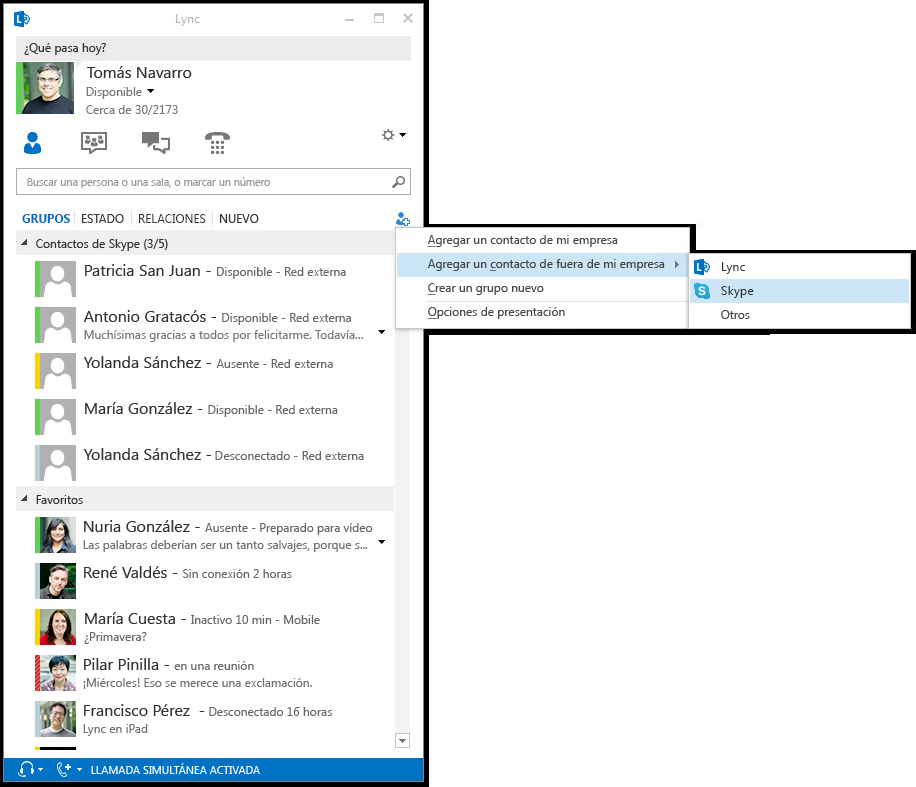 Lync
¿Qué pasa hoy?
Tomás Navarro
Disponible
Cerca de 30/2173
Buscar una persona o una sala, o marcar un número
GRUPOS ESTADO RELACIONES NUEVO
Contactos de Skype (3/5)
Patricia San Juan - Disponible - Red externa
Antonio Gratacós - Disponible - Red externa
Muchísimas gracias a todos por felicitarme. Todavía...
Yolanda Sánchez - Ausente - Red externa
María González - Disponible - Red externa
Yolanda Sánchez - Desconectado - Red externa
Favoritos
Nuria González - Ausente - Preparado para vídeo
Las palabras deberían ser un tanto salvajes, porque s...
René Valdés - Sin conexión 2 horas
María Cuesta - Inactivo 10 min - Mobile
¿Primavera?
Pilar Pinilla - en una reunión
¡Miércoles! Eso se merece una exclamación.
Francisco Pérez - Desconectado 16 horas
Lync en iPad
LLAMADA SIMULTÁNEA ACTIVADA
Agregar un contacto de mi empresa
Agregar un contacto de fuera de mi empresa
Crear un grupo nuevo
Opciones de presentación
Lync
Skype
Otros